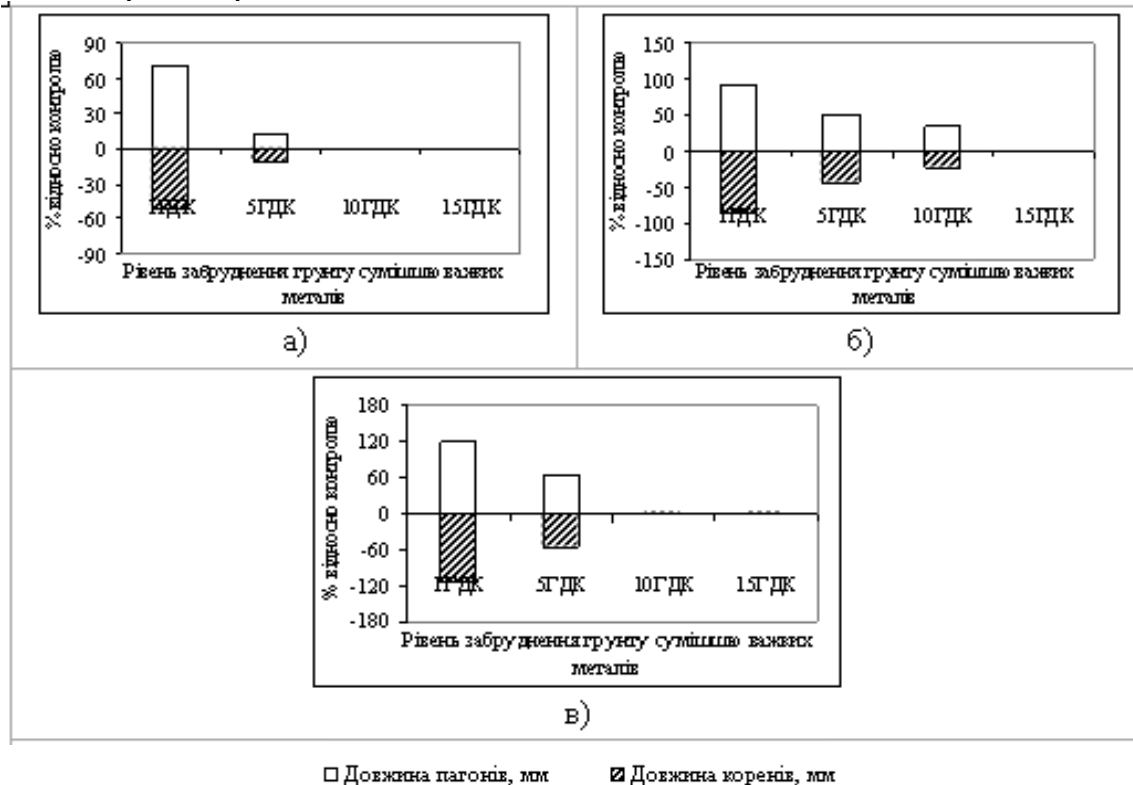 90
60
30
0
-30
-60
-90
% відносно контролю
1ГДК 5ГДК 10ГДК 15ГДК
Рівень забруднення грунту сумішшю важких
металів
а)
150
100
50
0
-50
-100
-150
% відносно контролю
1ГДК 5ГДК 10ГДК 15ГДК
Рівень забруднення грунту сумішшю важких
металів
б)
180
120
60
0
-60
-120
-180
% відносно контролю
1ГДК 5ГДК 10ГДК 15ГДК
Рівень забруднення грунту сумішшю важких
металів
в)
Довжина пагонів, мм Довжина коренів, мм